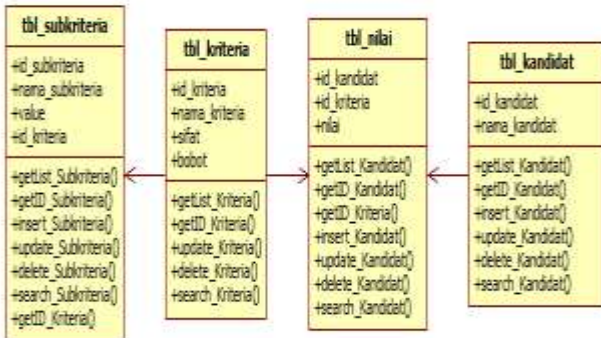 tbl_subkriteria
+id_subkriteria
+nama_subkriteria
+value
+id_kriteria
+getList_Subkriteria()
+getID_Subkriteria()
+insert_Subkriteria()
+update_Subkriteria()
+delete_Subkriteria()
+search_Subkriteria()
+getID_Kriteria()
tbl_kriteria
+id_kriteria
+nama_kriteria
+sifat
+bobot
+getList_Kriteria()
+getID_Kriteria()
+update_Kriteria()
+delete_Kriteria()
+search_Kriteria()
tbl_nilai
+id_kandidat
+id_kriteria
+nilai
+getList_Kandidat()
+getID_Kandidat()
+getID_Kriteria()
+insert_Kandidat()
+update_Kandidat()
+delete_Kandidat()
+search_Kandidat()
tbl_kandidat
+id_kandidat
+nama_kandidat
+getList_Kandidat()
+getID_Kandidat()
+insert_Kandidat()
+update_Kandidat()
+delete_Kandidat()
+search_Kandidat()